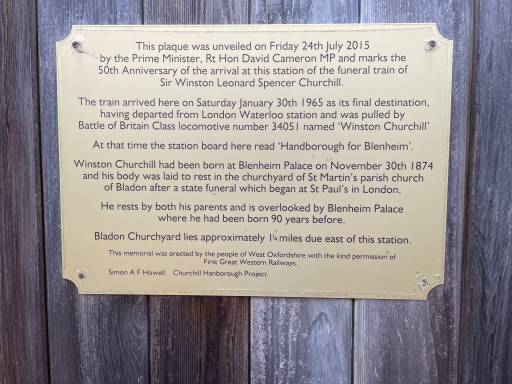 This plaque was unveiled on Friday 24th July 2015
by the Prime Minister, Rt Hon David Cameron MP and marks the
50th Anniversary of the arrival at this station of the funeral train of
Sir Winston Leonard Spencer Churchill.
The train arrived here on Saturday January 30th 1965 as its final destination,
having departed from London Waterloo station and was pulled by
Battle of Britain Class locomotive number 34051 named 'Winston Churchill'
At that time the station board here read 'Handborough for Blenheim'.
Winston Churchill had been born at Blenheim Palace on November 30th 1874
and his body was laid to rest in the churchyard of St Martin's parish church
of Bladon after a state funeral which began at St Paul's in London.
He rests by both his parents and is overlooked by Blenheim Palace
where he had been born 90 years before.
Bladon Churchyard lies approximately 1¼ miles due east of this station.
This memorial was erected by the people of West Oxfordshire with the kind permission of
First Great Western Railways.
Simon A F Howell Churchill Hanborough Project.